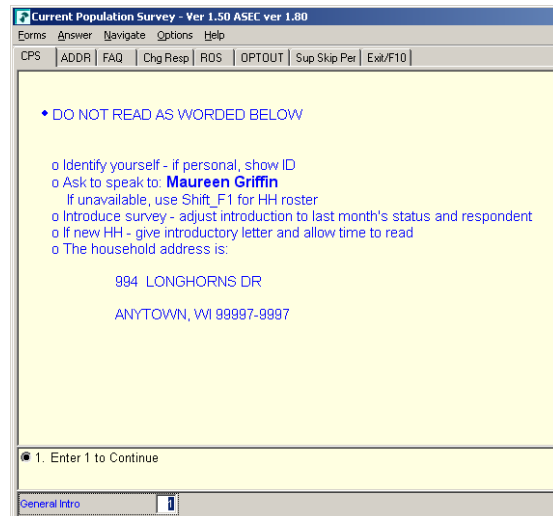 Current Population Survey - Ver 1.50 ASEC ver 1.80
Forms Answer Navigate Options Help
CPS ADDR FAQ Chg Resp ROS OPTOUT Sup Skip Per Exit/F10
DO NOT READ AS WORDED BELOW
o Identify yourself - if personal, show ID
o Ask to speak to: Maureen Griffin
If unavailable, use Shift_F1 for HH roster
o Introduce survey - adjust introduction to last month's status and respondent
o If new HH - give introductory letter and allow time to read
o The household address is:
994 LONGHORNS DR
ANYTOWN, WI 99997-9997
1. Enter 1 to Continue
General Intro 1